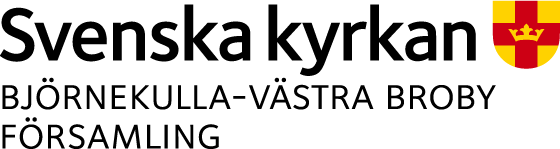 Svenska kyrkan
BJÖRNEKULLA-VÄSTRA BROBY
FÖRSAMLING